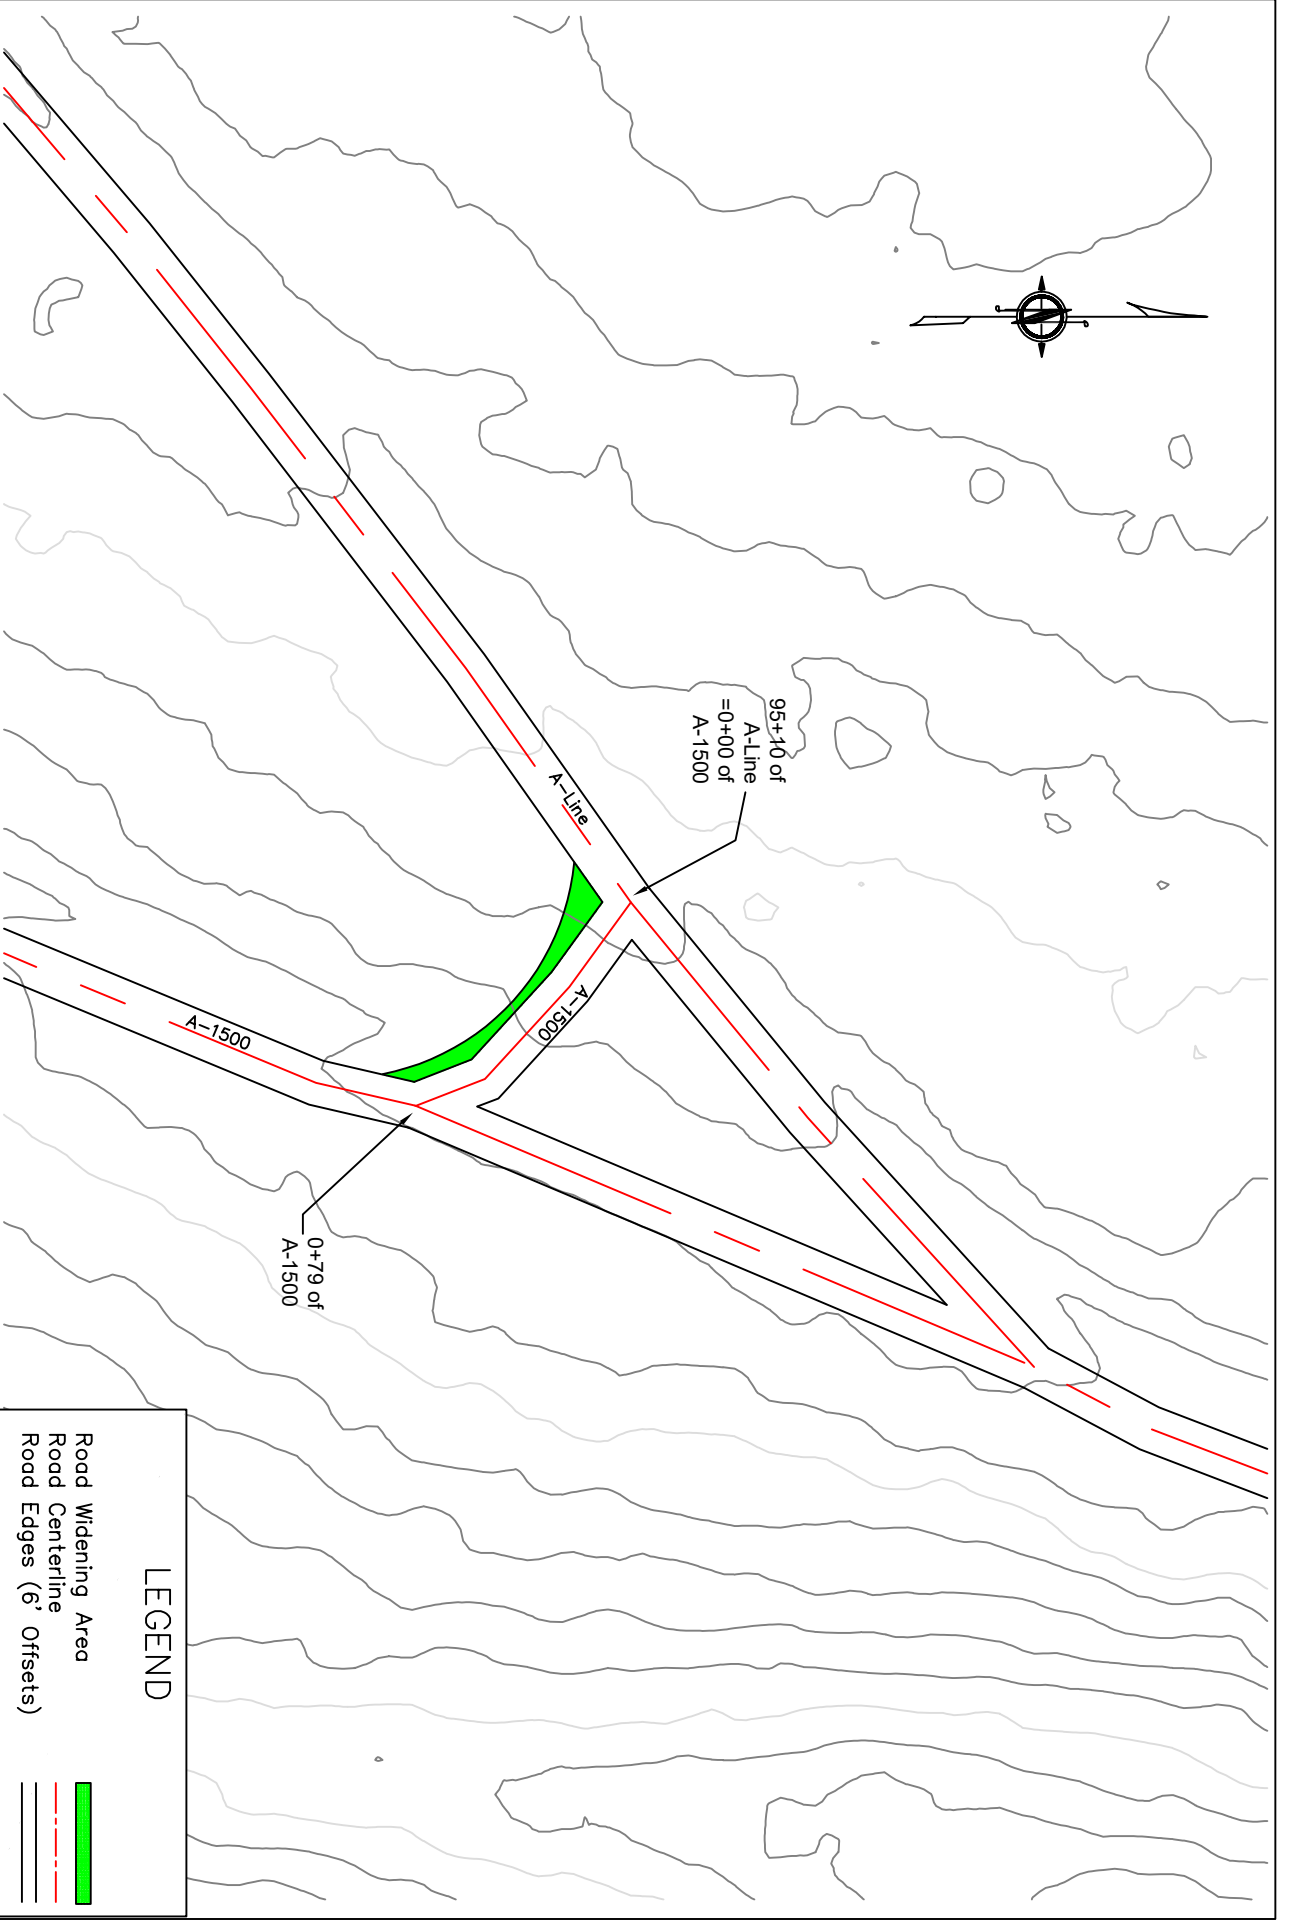 95+10 of
A-Line
=0+00 of
A-1500
A-Line
A-1500
A-1500
0+79 of
A-1500
LEGEND
Road Widening Area
Road Centerline
Road Edges (6' Offsets)